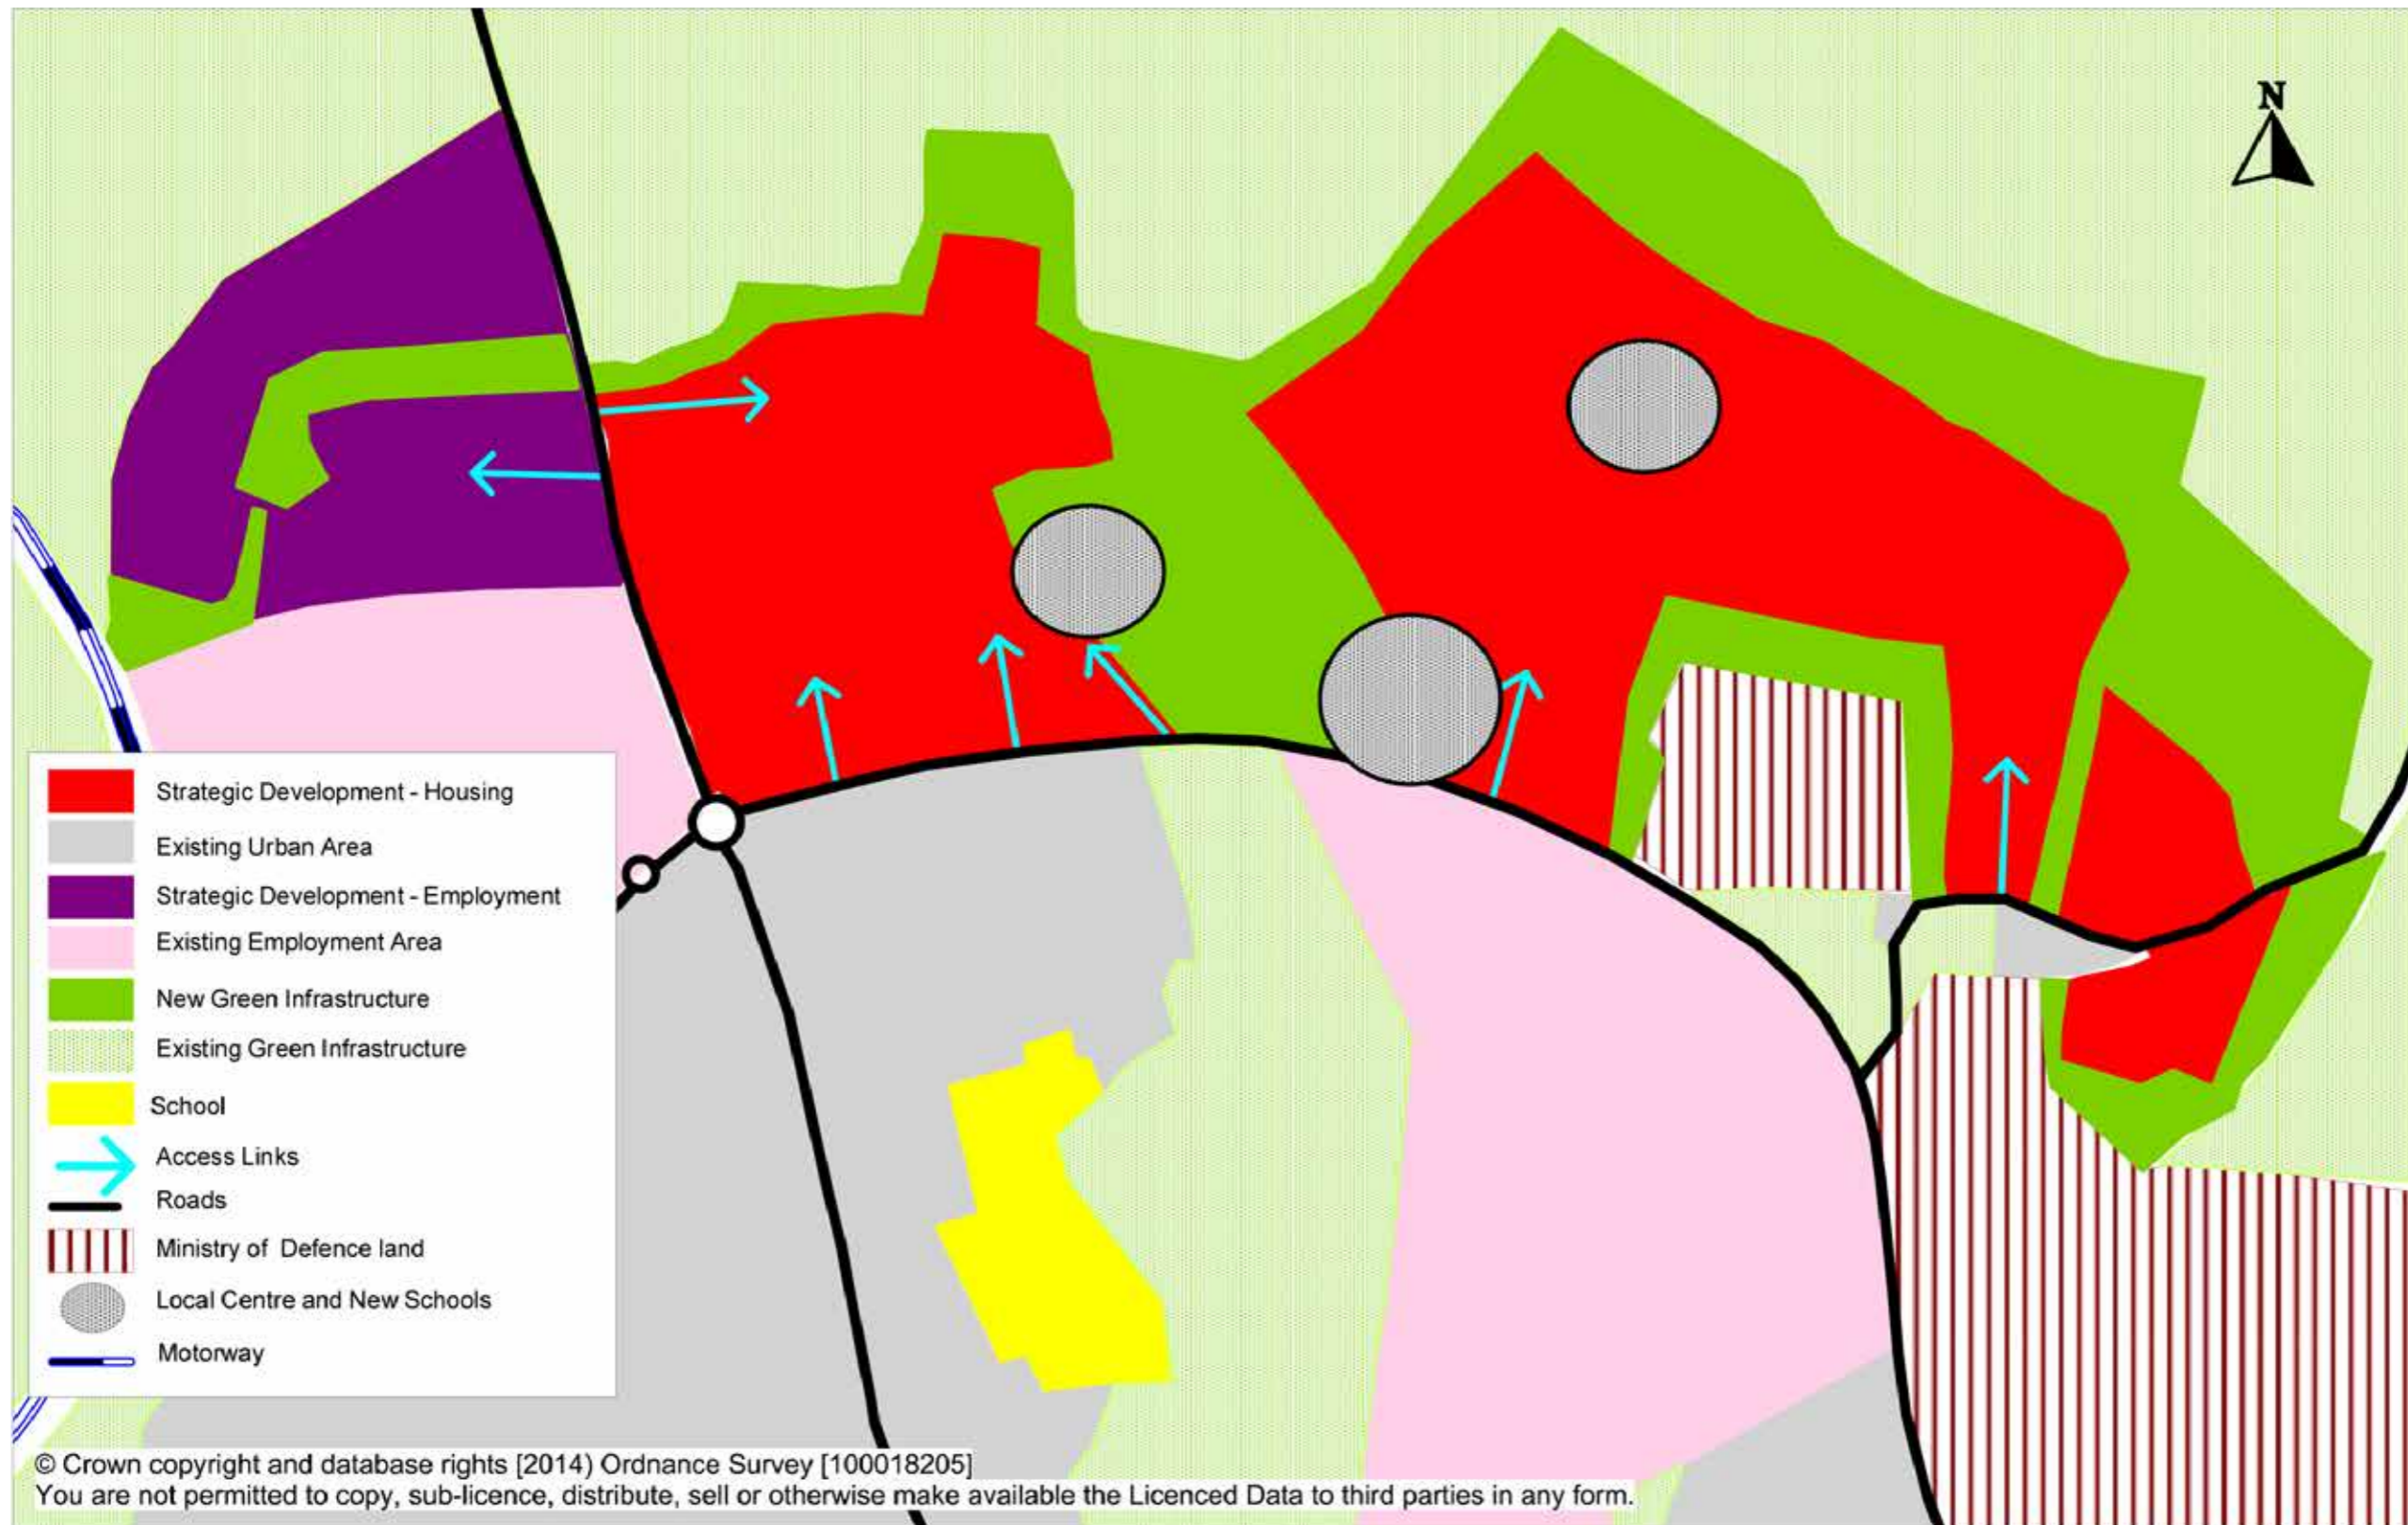 N
Strategic Development - Housing
Existing Urban Area
Strategic Development - Employment
Existing Employment Area
New Green Infrastructure
Existing Green Infrastructure
School
Access Links
Roads
Ministry of Defence land
Local Centre and New Schools
Motorway
© Crown copyright and database rights [2014) Ordnance Survey [100018205]
You are not permitted to copy, sub-licence, distribute, sell or otherwise make available the Licenced Data to third parties in any form.